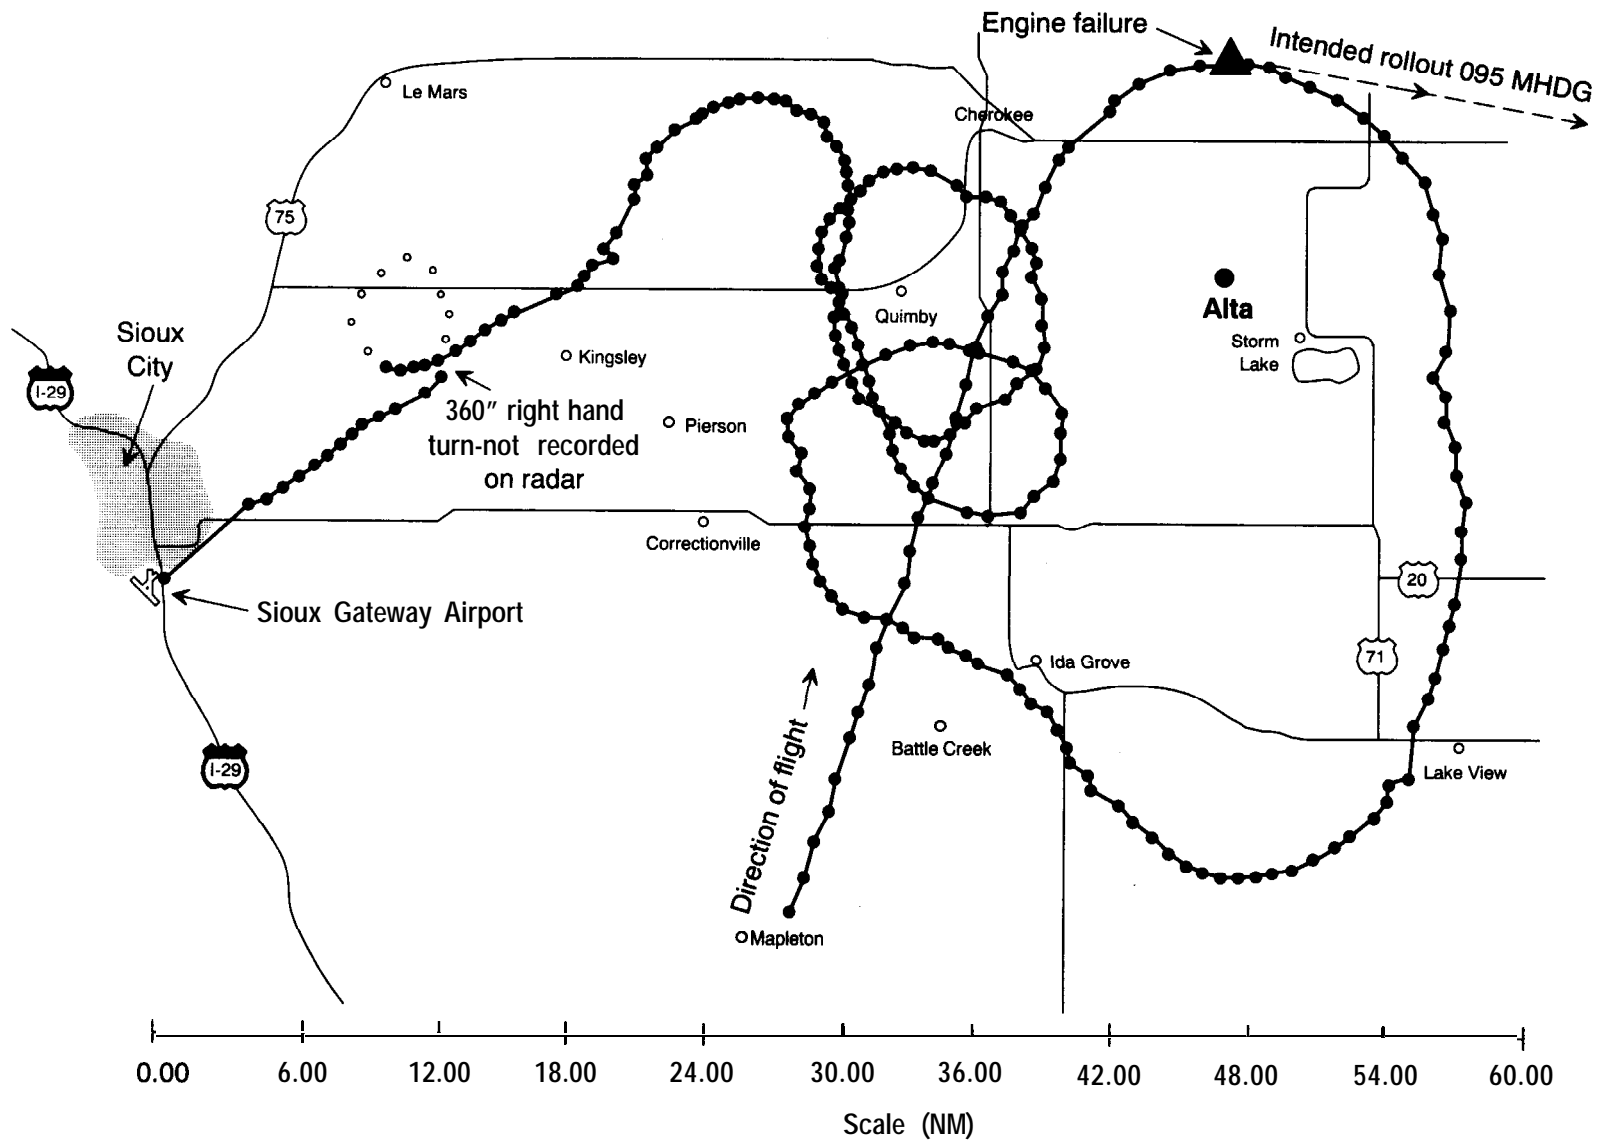 Engine failure
Intended rollout 095 MHDG
Le Mars
Cherokee
75
Alta
Quimby
Storm
Lake
Sioux
City
Kingsley
I-29
360″ right hand
turn-not recorded
on radar
Pierson
Correctionville
20
Sioux Gateway Airport
71
Ida Grove
Direction of flight
Battle Creek
I-29
Lake View
Mapleton
0.00 6.00 12.00 18.00 24.00 30.00 36.00 42.00 48.00 54.00 60.00
Scale (NM)